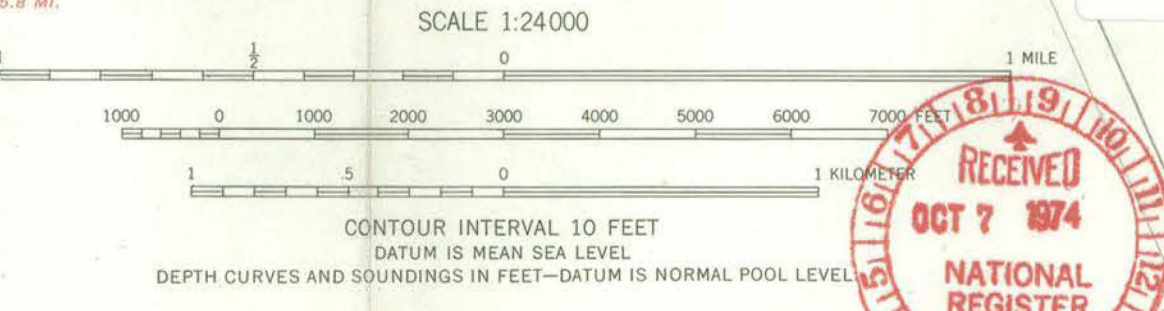 5.8 MI.
SCALE 1:24000
1 ½ 0 1 MILE
1000 0 1000 2000 3000 4000 5000 6000 7000 FEET
1 .5 0 1 KILOMETER
CONTOUR INTERVAL 10 FEET
DATUM IS MEAN SEA LEVEL
DEPTH CURVES AND SOUNDINGS IN FEET—DATUM IS NORMAL POOL LEVEL
5 6 7 8 9 10 11 12
RECEIVED
OCT 7 1974
NATIONAL
REGISTER